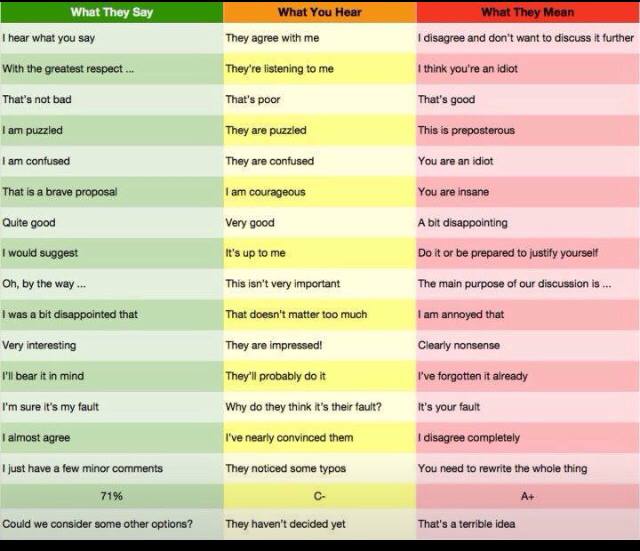 What They Say What You Hear What They Mean
I hear what you say They agree with me I disagree and don't want to discuss it further
With the greatest respect ... They're listening to me I think you're an idiot
That's not bad That's poor That's good
I am puzzled They are puzzled This is preposterous
I am confused They are confused You are an idiot
That is a brave proposal I am courageous You are insane
Quite good Very good A bit disappointing
I would suggest It's up to me Do it or be prepared to justify yourself
Oh, by the way ... This isn't very important The main purpose of our discussion is ...
I was a bit disappointed that That doesn't matter too much I am annoyed that
Very interesting They are impressed! Clearly nonsense
I'll bear it in mind They'll probably do it I've forgotten it already
I'm sure it's my fault Why do they think it's their fault? It's your fault
I almost agree I've nearly convinced them I disagree completely
I just have a few minor comments They noticed some typos You need to rewrite the whole thing
71% C- A+
Could we consider some other options? They haven't decided yet That's a terrible idea